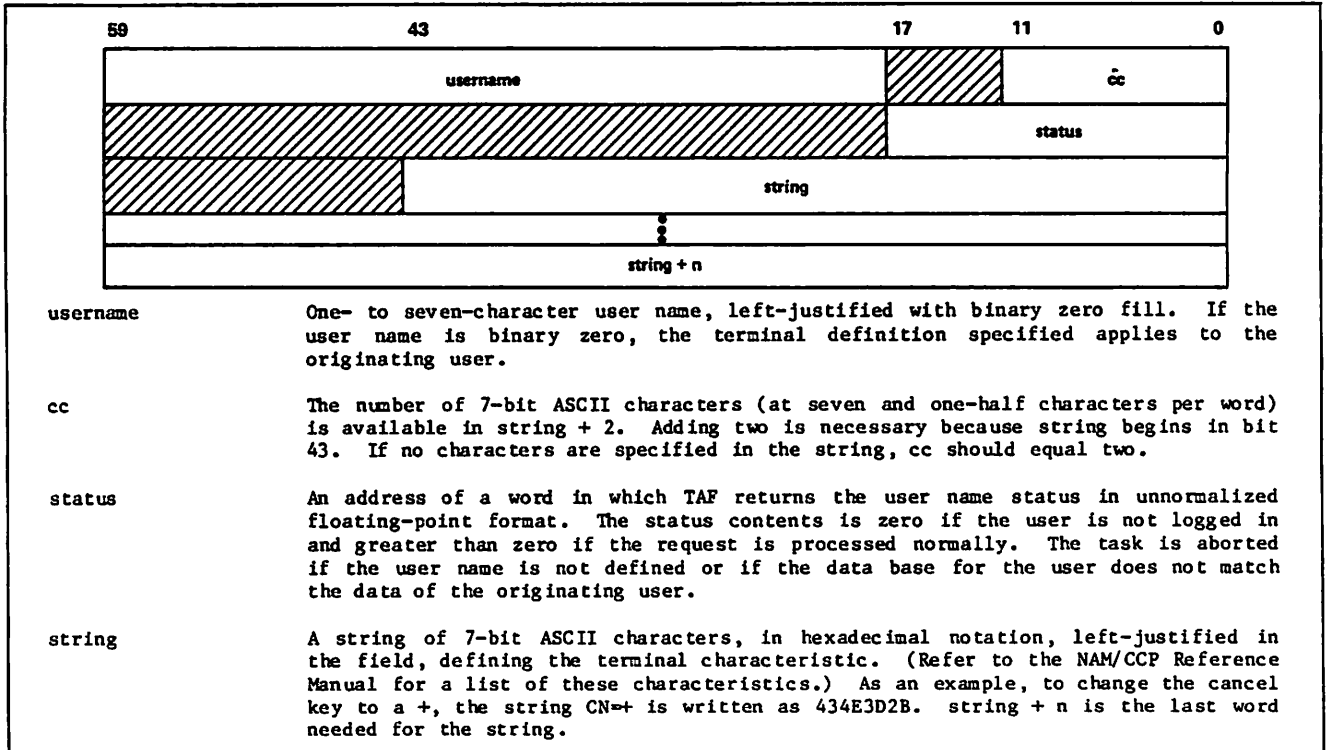 59 43 17 11 0
username cc
status
string
string + n
username One- to seven-character user name, left-justified with binary zero fill. If the
user name is binary zero, the terminal definition specified applies to the
originating user.
cc The number of 7-bit ASCII characters (at seven and one-half characters per word)
is available in string + 2. Adding two is necessary because string begins in bit
43. If no characters are specified in the string, cc should equal two.
status An address of a word in which TAF returns the user name status in unnormalized
floating-point format. The status contents is zero if the user is not logged in
and greater than zero if the request is processed normally. The task is aborted
if the user name is not defined or if the data base for the user does not match
the data of the originating user.
string A string of 7-bit ASCII characters, in hexadecimal notation, left-justified in
the field, defining the terminal characteristic. (Refer to the NAM/CCP Reference
Manual for a list of these characteristics.) As an example, to change the cancel
key to a +, the string CN=+ is written as 434E3D2B. string + n is the last word
needed for the string.